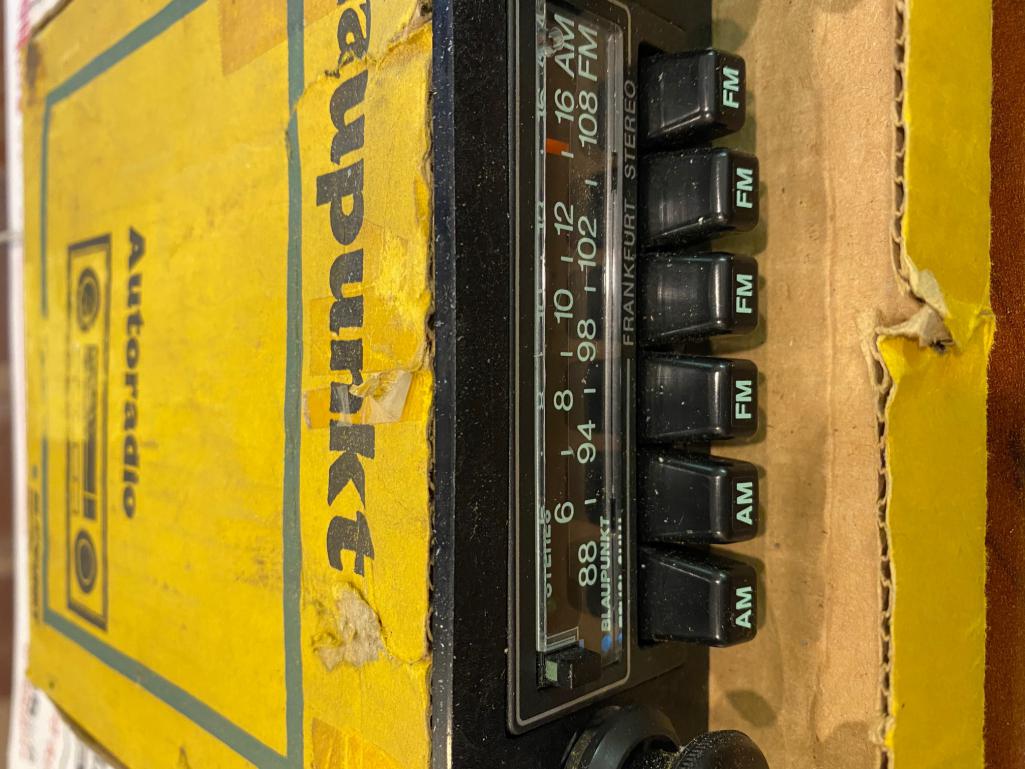 aupunkt
Autoradio
6 8 10 12 16 AM
88 94 98 102 108 FM
BLAUPUNKT
FRANKFURT STEREO
AM AM FM FM FM FM